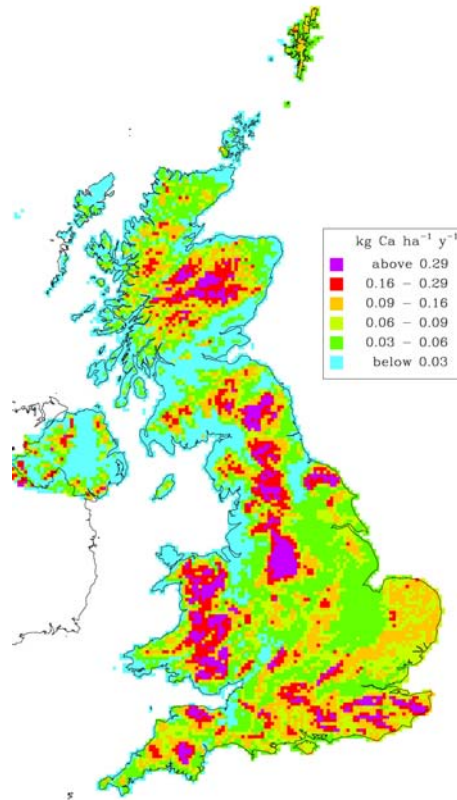 kg Ca ha⁻¹ y⁻¹
above 0.29
0.16 – 0.29
0.09 – 0.16
0.06 – 0.09
0.03 – 0.06
below 0.03